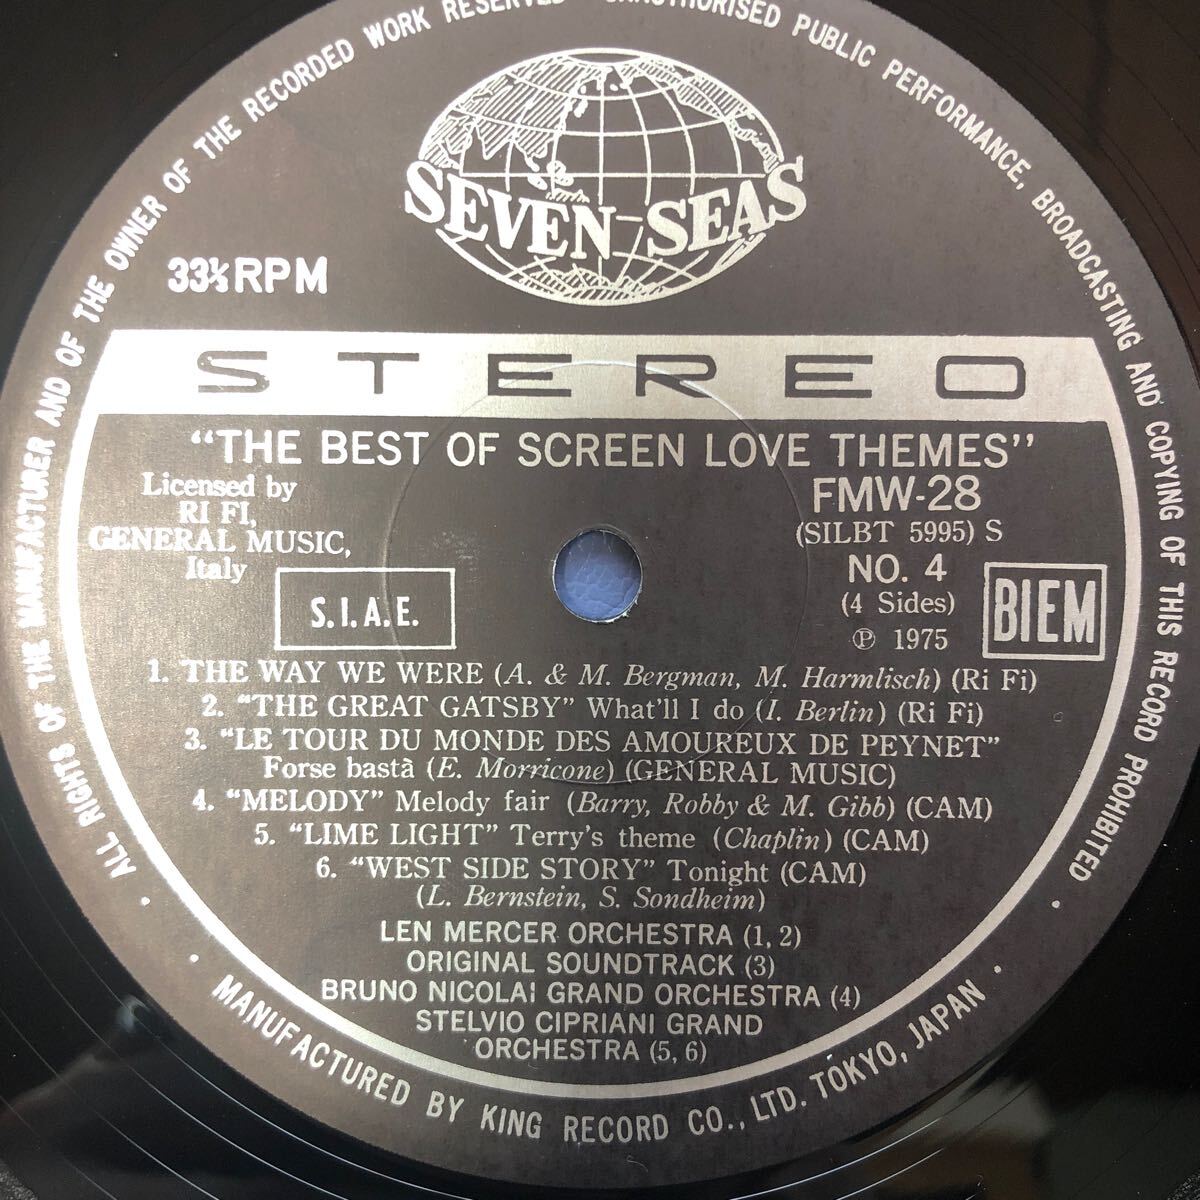 ALL RIGHTS OF THE MANUFACTURER AND OF THE OWNER OF THE RECORDED WORK RESERVED · UNAUTHORISED PUBLIC PERFORMANCE, BROADCASTING AND COPYING OF THIS RECORD PROHIBITED
SEVEN SEAS
33⅓RPM
STEREO
"THE BEST OF SCREEN LOVE THEMES"
Licensed by
RI FI,
GENERAL MUSIC,
Italy
S.I.A.E.
FMW-28
(SILBT 5995) S
NO. 4
(4 Sides)
Ⓟ 1975
BIEM
1. THE WAY WE WERE (A. & M. Bergman, M. Harmlisch) (Ri Fi)
2. "THE GREAT GATSBY" What'll I do (I. Berlin) (Ri Fi)
3. "LE TOUR DU MONDE DES AMOUREUX DE PEYNET"
Forse bastà (E. Morricone) (GENERAL MUSIC)
4. "MELODY" Melody fair (Barry, Robby & M. Gibb) (CAM)
5. "LIME LIGHT" Terry's theme (Chaplin) (CAM)
6. "WEST SIDE STORY" Tonight (CAM)
(L. Bernstein, S. Sondheim)
LEN MERCER ORCHESTRA (1, 2)
ORIGINAL SOUNDTRACK (3)
BRUNO NICOLAI GRAND ORCHESTRA (4)
STELVIO CIPRIANI GRAND
ORCHESTRA (5, 6)
· MANUFACTURED BY KING RECORD CO., LTD. TOKYO, JAPAN ·